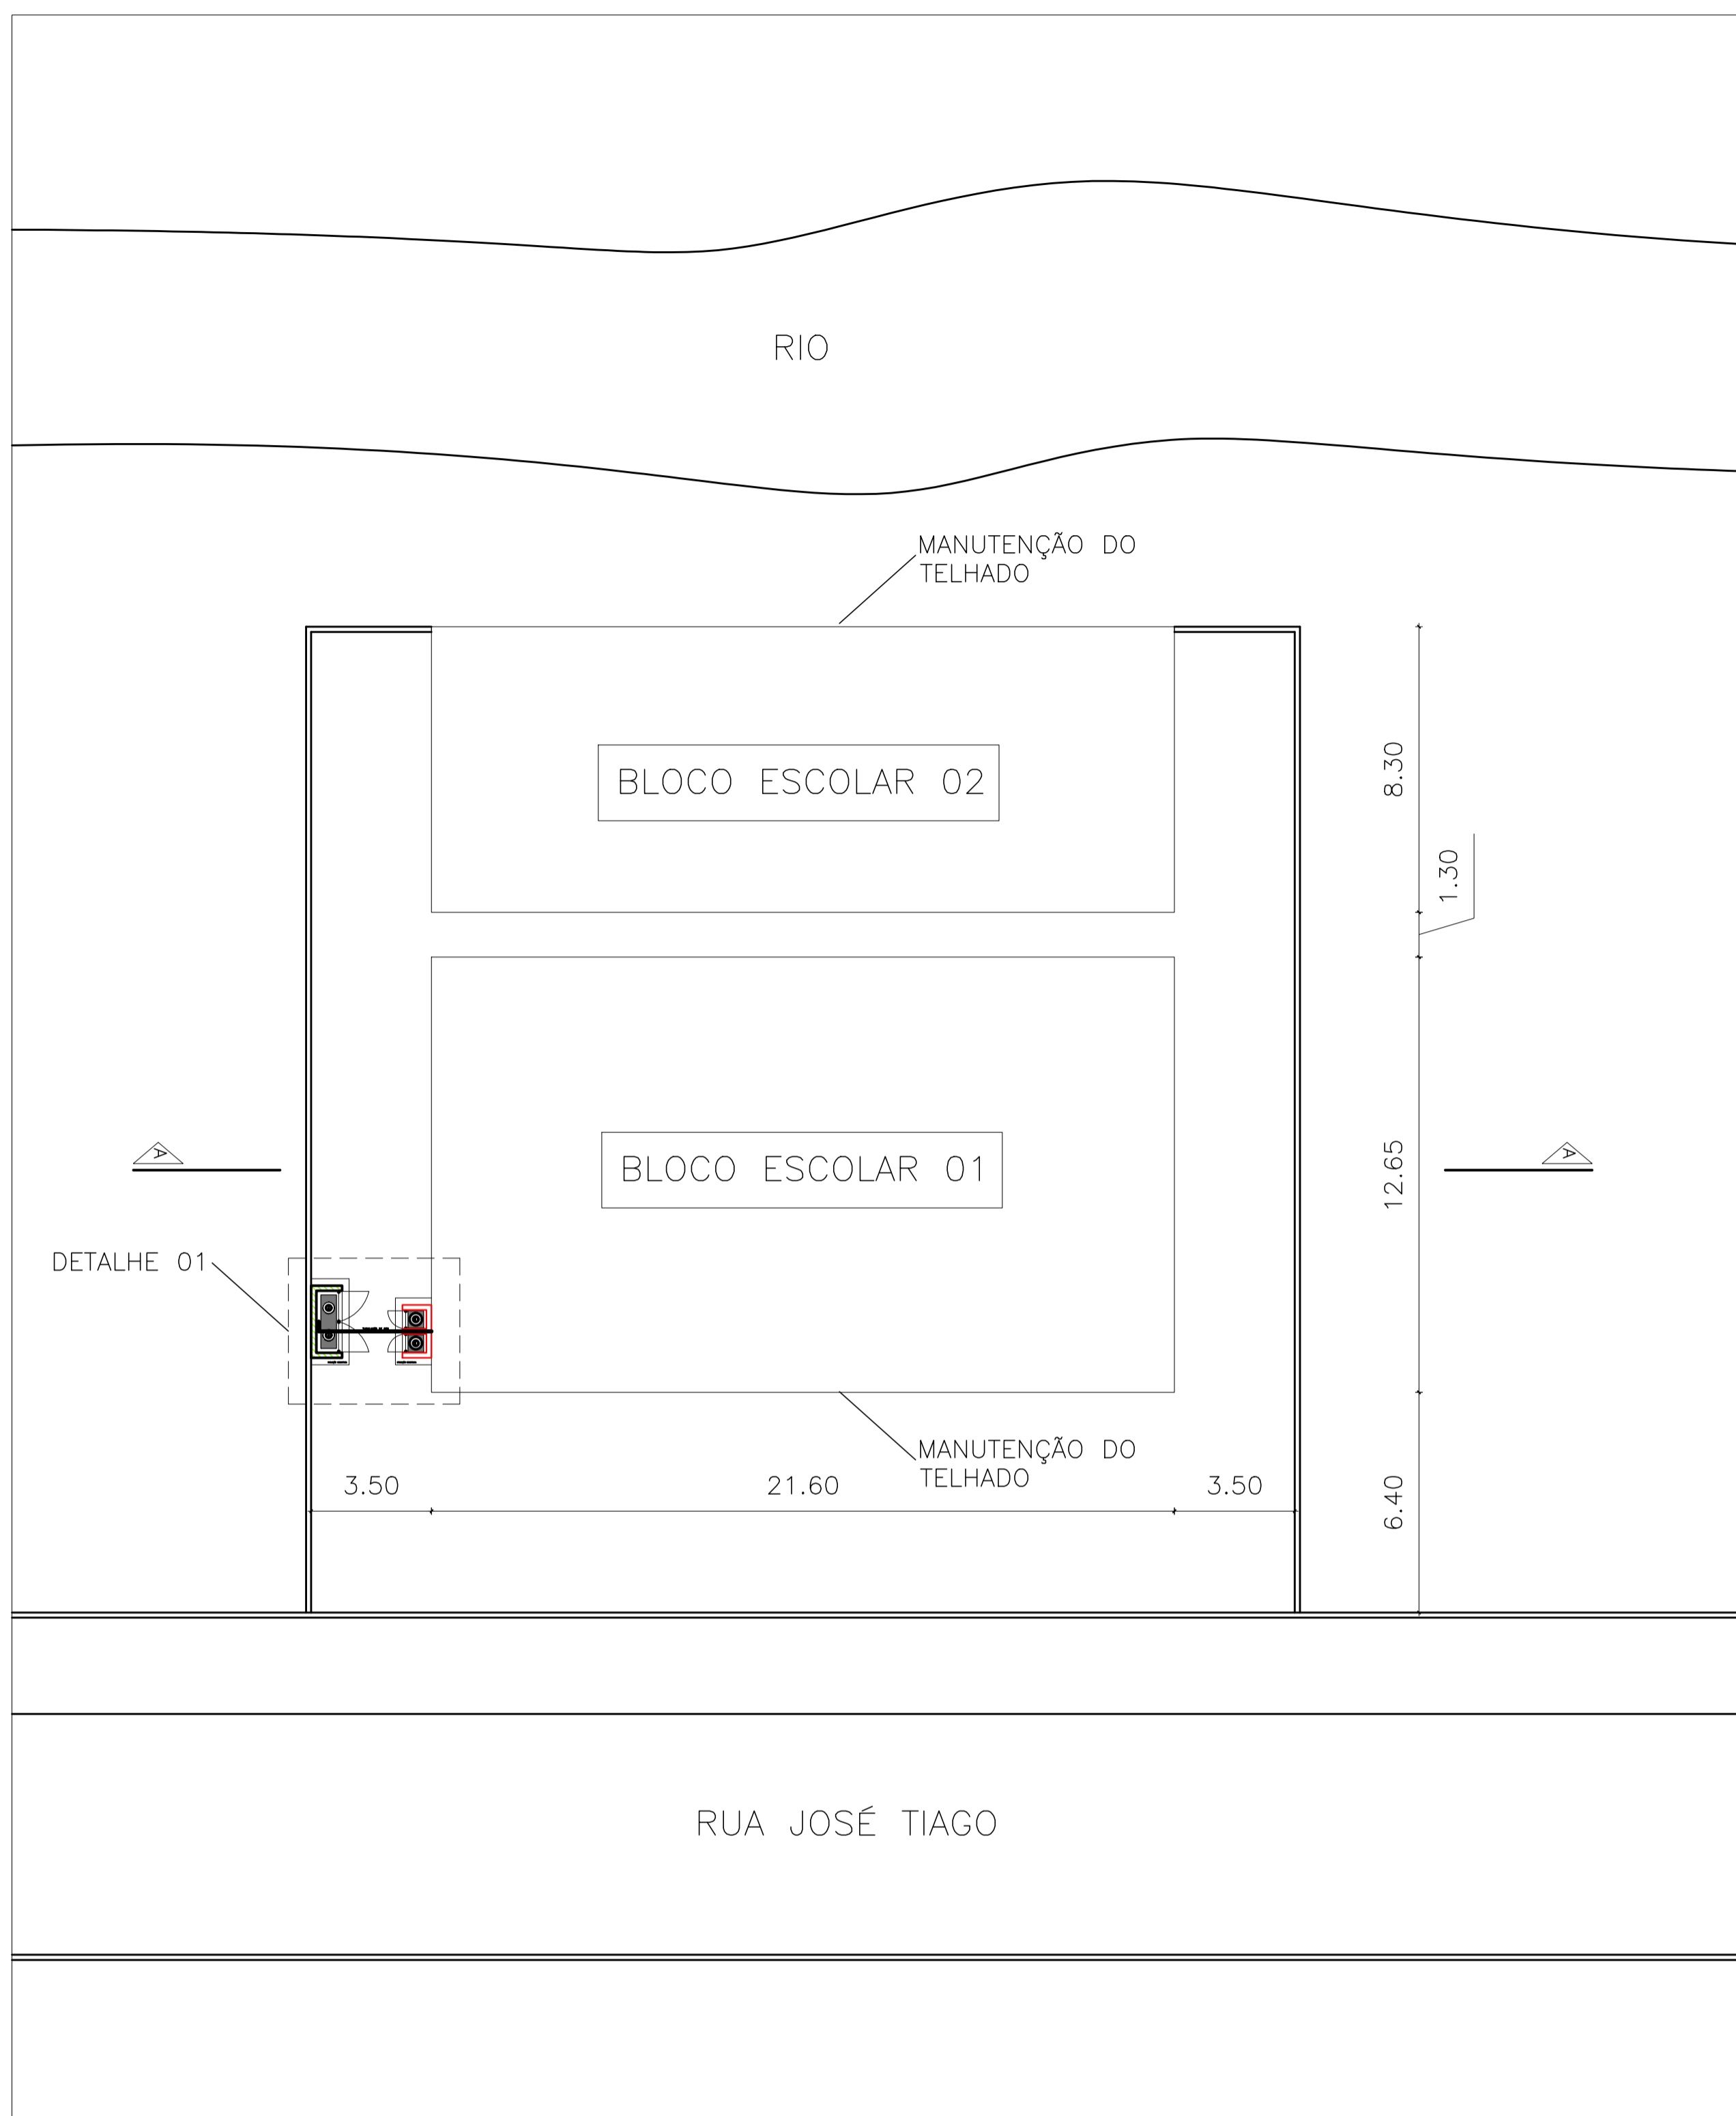 RIO
MANUTENÇÃO DO
TELHADO
BLOCO ESCOLAR 02
8.30
1.30
BLOCO ESCOLAR 01
12.65
A
A
DETALHE 01
MANUTENÇÃO DO
TELHADO
3.50
21.60
3.50
6.40
RUA JOSÉ TIAGO